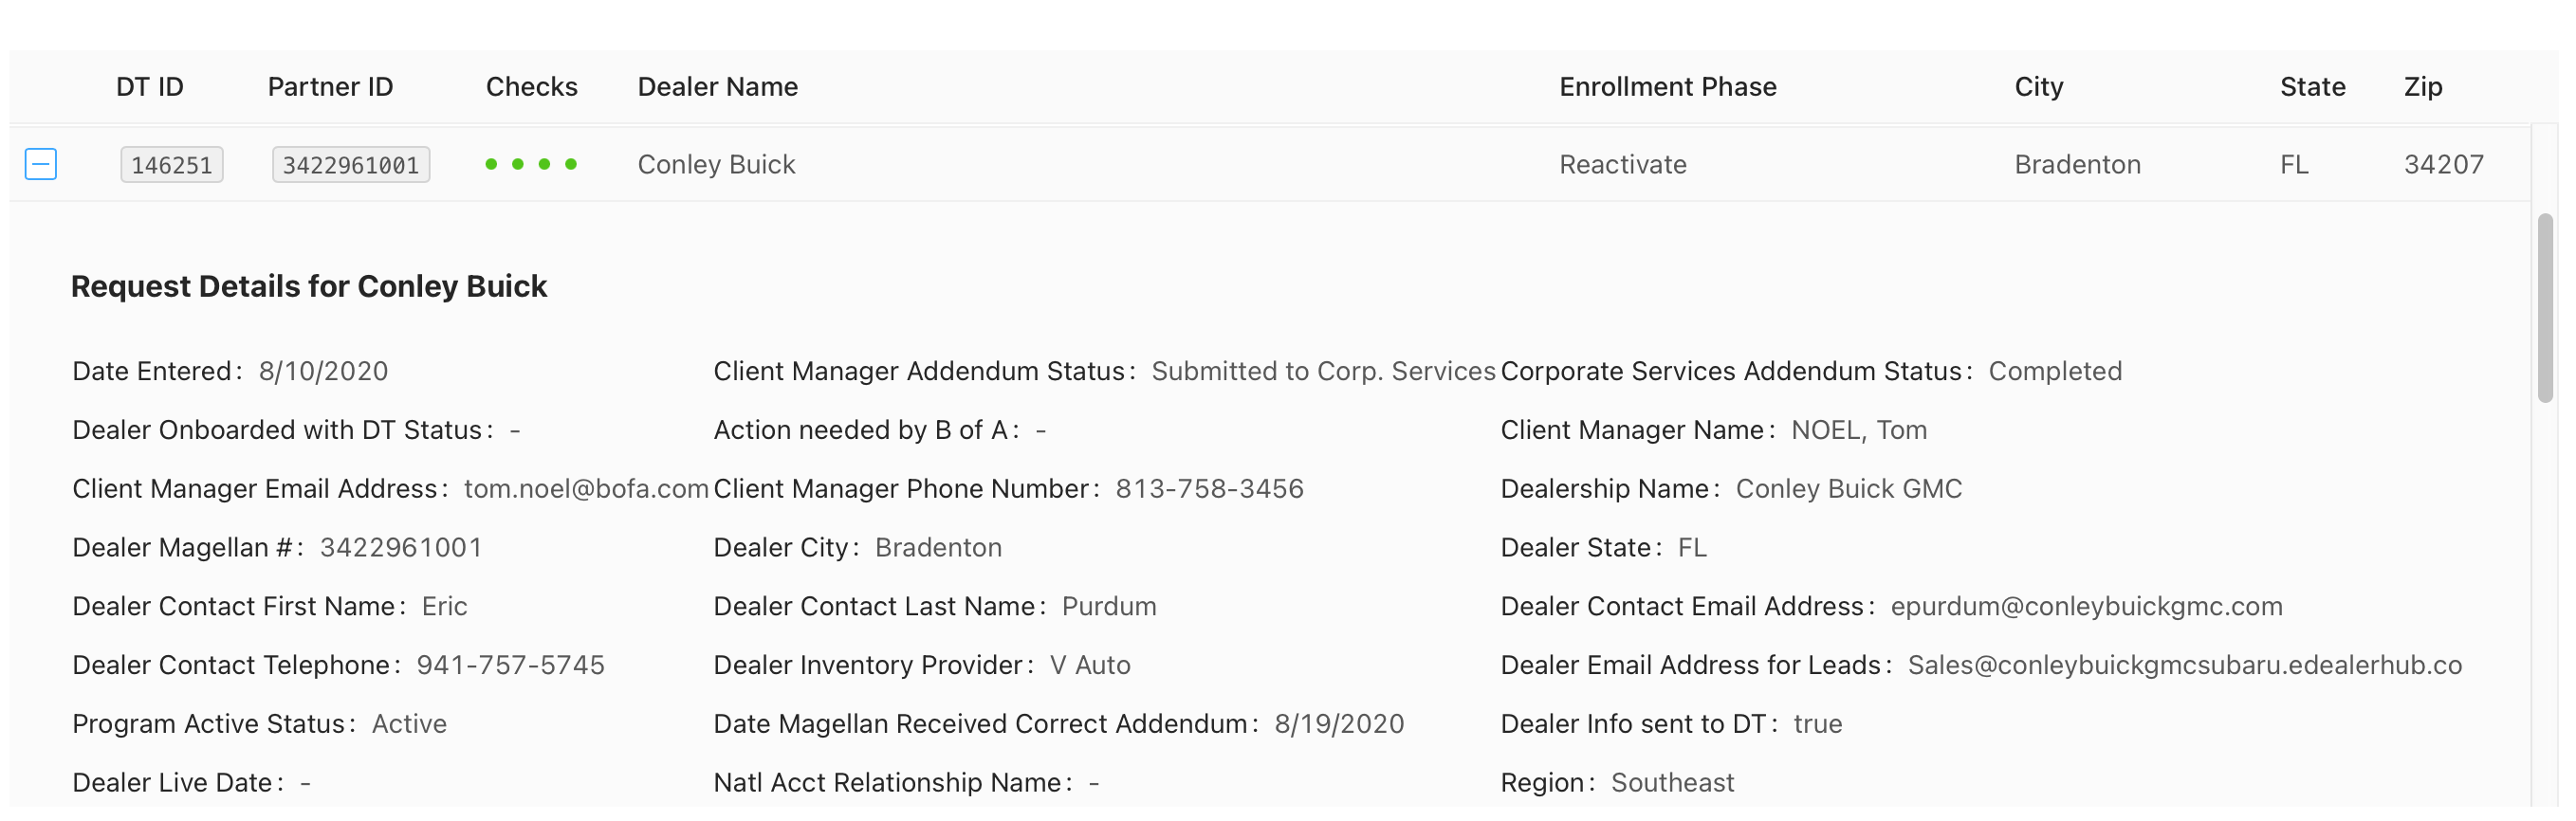 DT ID Partner ID Checks Dealer Name Enrollment Phase City State Zip
146251 3422961001 Conley Buick Reactivate Bradenton FL 34207
Request Details for Conley Buick
Date Entered: 8/10/2020 Client Manager Addendum Status: Submitted to Corp. Services Corporate Services Addendum Status: Completed
Dealer Onboarded with DT Status: - Action needed by B of A: - Client Manager Name: NOEL, Tom
Client Manager Email Address: tom.noel@bofa.com Client Manager Phone Number: 813-758-3456 Dealership Name: Conley Buick GMC
Dealer Magellan #: 3422961001 Dealer City: Bradenton Dealer State: FL
Dealer Contact First Name: Eric Dealer Contact Last Name: Purdum Dealer Contact Email Address: epurdum@conleybuickgmc.com
Dealer Contact Telephone: 941-757-5745 Dealer Inventory Provider: V Auto Dealer Email Address for Leads: Sales@conleybuickgmcsubaru.edealerhub.co
Program Active Status: Active Date Magellan Received Correct Addendum: 8/19/2020 Dealer Info sent to DT: true
Dealer Live Date: - Natl Acct Relationship Name: - Region: Southeast